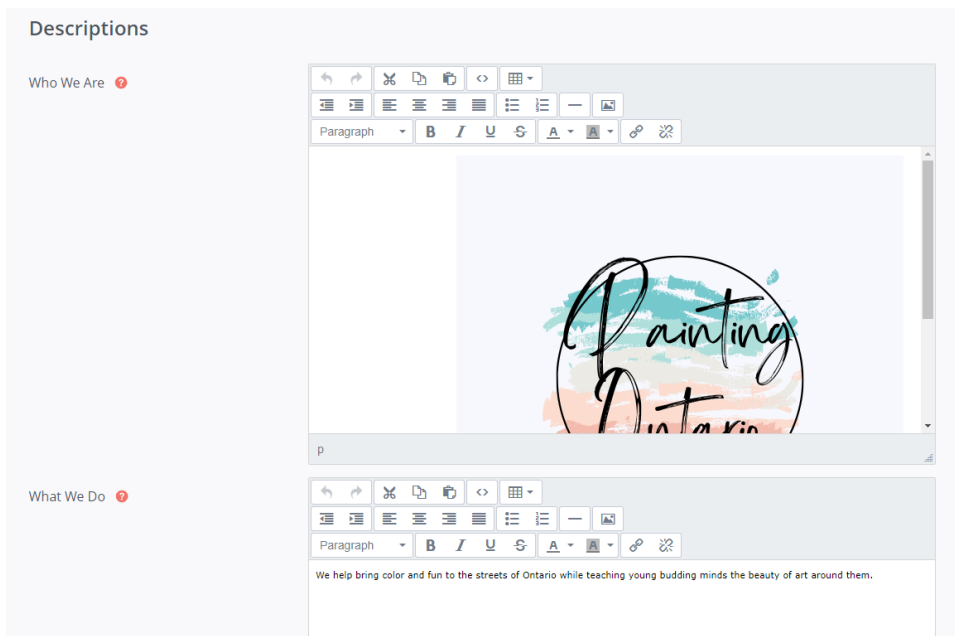 Descriptions
Who We Are ?
Paragraph B I U S A A
Painting
Ontario
p
What We Do ?
Paragraph B I U S A A
We help bring color and fun to the streets of Ontario while teaching young budding minds the beauty of art around them.